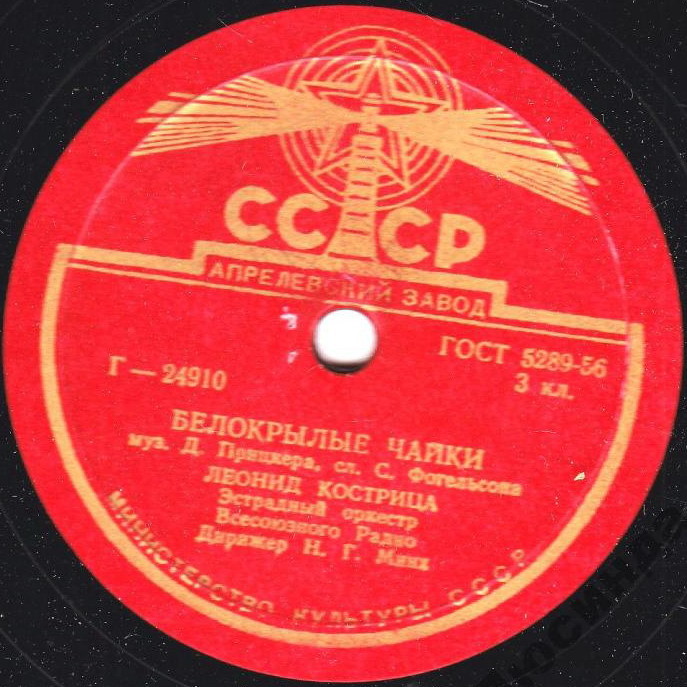 СССР
АПРЕЛЕВСКИЙ ЗАВОД
ГОСТ 5289-56
Г — 24910
3 кл.
БЕЛОКРЫЛЫЕ ЧАЙКИ
муз. Д. Прицкера, сл. С. Фогельсона
ЛЕОНИД КОСТРИЦА
Эстрадный оркестр
Всесоюзного Радио
Дирижер Н. Г. Минх
МИНИСТЕРСТВО КУЛЬТУРЫ СССР